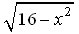 √(16 − x²)